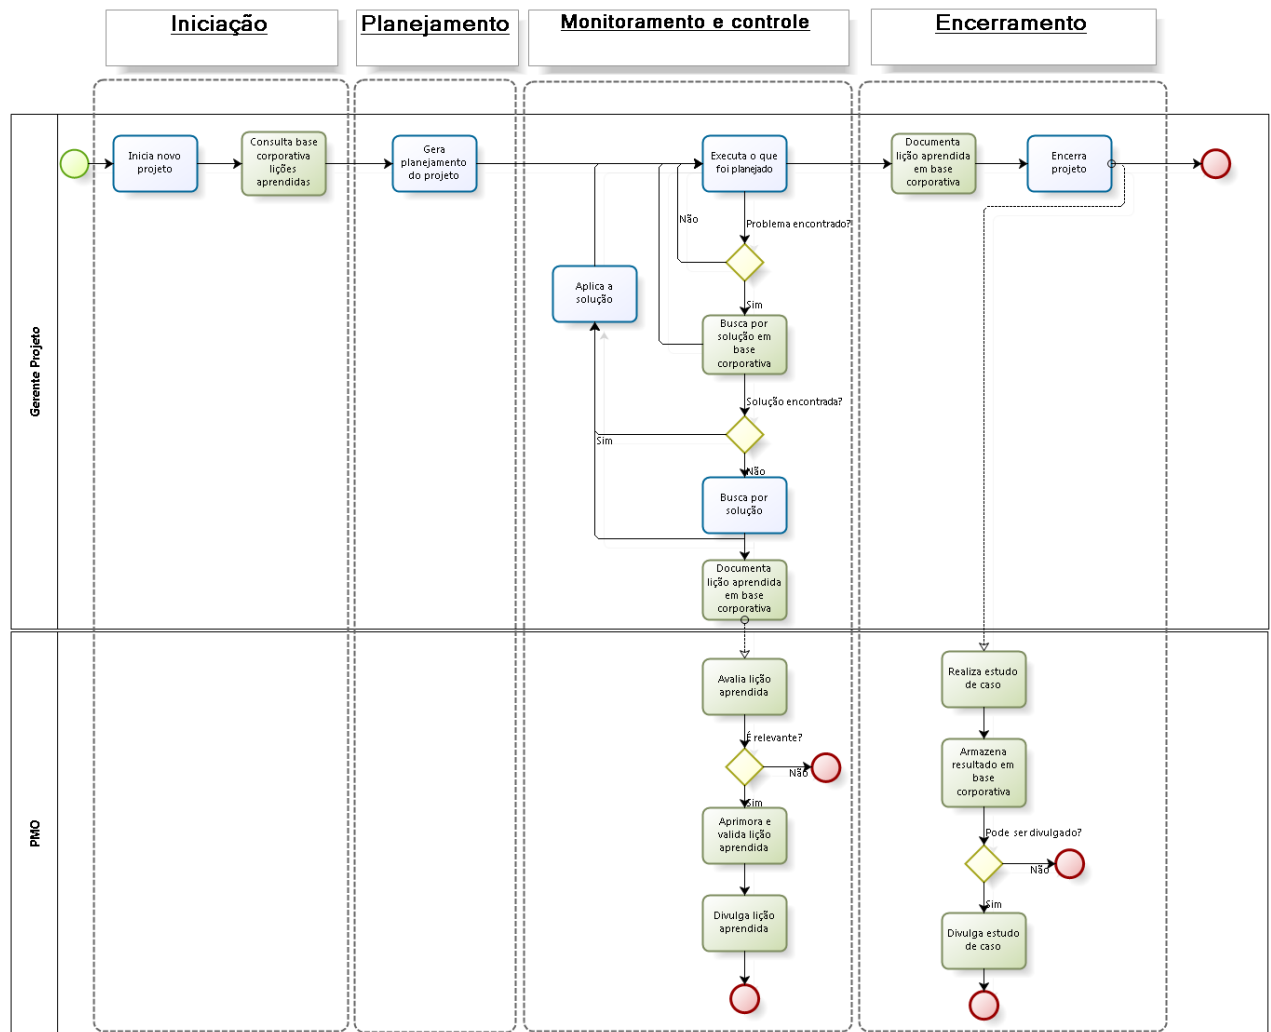 Iniciação
Planejamento
Monitoramento e controle
Encerramento
Gerente Projeto
Inicia novo
projeto
Consulta base
corporativa
lições
aprendidas
Gera
planejamento
do projeto
Executa o que
foi planejado
Documenta
lição aprendida
em base
corporativa
Encerra
projeto
Não
Problema encontrado?
Aplica a
solução
Sim
Busca por
solução em
base
corporativa
Solução encontrada?
Sim
Não
Busca por
solução
Documenta
lição aprendida
em base
corporativa
PMO
Avalia lição
aprendida
É relevante?
Não
Sim
Aprimora e
valida lição
aprendida
Divulga lição
aprendida
Realiza estudo
de caso
Armazena
resultado em
base
corporativa
Pode ser divulgado?
Não
Sim
Divulga estudo
de caso